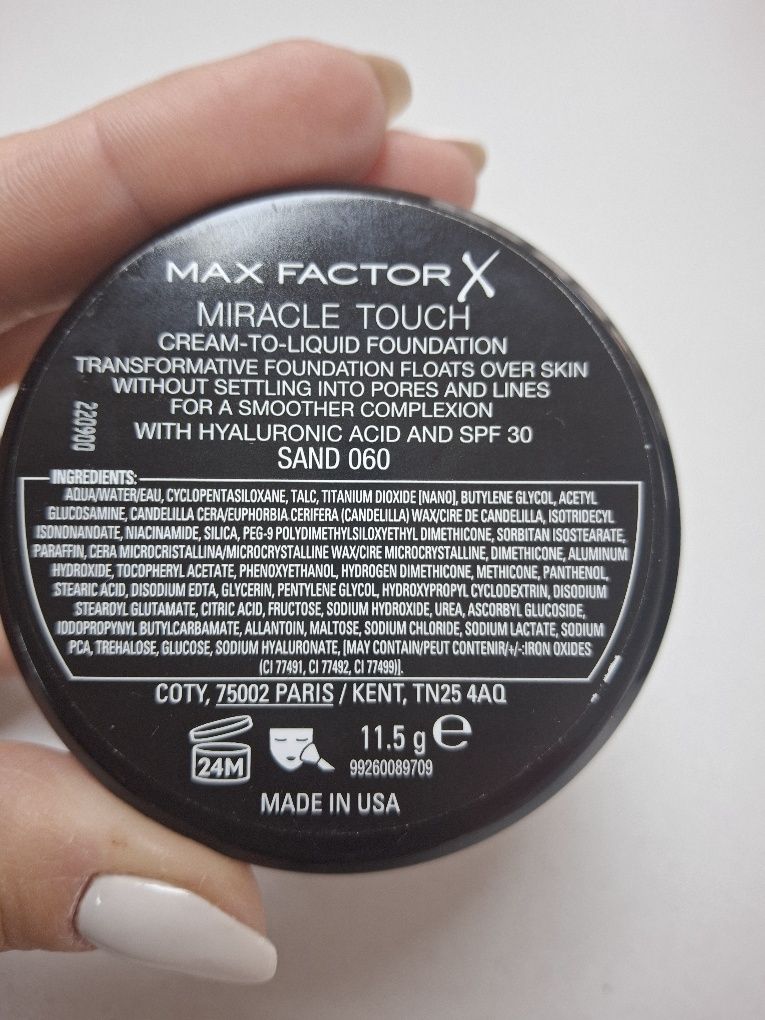 MAX FACTOR X
MIRACLE TOUCH
CREAM-TO-LIQUID FOUNDATION
TRANSFORMATIVE FOUNDATION FLOATS OVER SKIN
WITHOUT SETTLING INTO PORES AND LINES
FOR A SMOOTHER COMPLEXION
WITH HYALURONIC ACID AND SPF 30
SAND 060
220900
INGREDIENTS:
AQUA/WATER/EAU, CYCLOPENTASILOXANE, TALC, TITANIUM DIOXIDE [NANO], BUTYLENE GLYCOL, ACETYL
GLUCOSAMINE, CANDELILLA CERA/EUPHORBIA CERIFERA (CANDELILLA) WAX/CIRE DE CANDELILLA, ISOTRIDECYL
ISONONANOATE, NIACINAMIDE, SILICA, PEG-9 POLYDIMETHYLSILOXYETHYL DIMETHICONE, SORBITAN ISOSTEARATE,
PARAFFIN, CERA MICROCRISTALLINA/MICROCRYSTALLINE WAX/CIRE MICROCRYSTALLINE, DIMETHICONE, ALUMINUM
HYDROXIDE, TOCOPHERYL ACETATE, PHENOXYETHANOL, HYDROGEN DIMETHICONE, METHICONE, PANTHENOL,
STEARIC ACID, DISODIUM EDTA, GLYCERIN, PENTYLENE GLYCOL, HYDROXYPROPYL CYCLODEXTRIN, DISODIUM
STEAROYL GLUTAMATE, CITRIC ACID, FRUCTOSE, SODIUM HYDROXIDE, UREA, ASCORBYL GLUCOSIDE,
IODOPROPYNYL BUTYLCARBAMATE, ALLANTOIN, MALTOSE, SODIUM CHLORIDE, SODIUM LACTATE, SODIUM
PCA, TREHALOSE, GLUCOSE, SODIUM HYALURONATE, [MAY CONTAIN/PEUT CONTENIR/+/-:IRON OXIDES
(CI 77491, CI 77492, CI 77499)].
COTY, 75002 PARIS / KENT, TN25 4AQ
24M
11.5 g e
99260089709
MADE IN USA